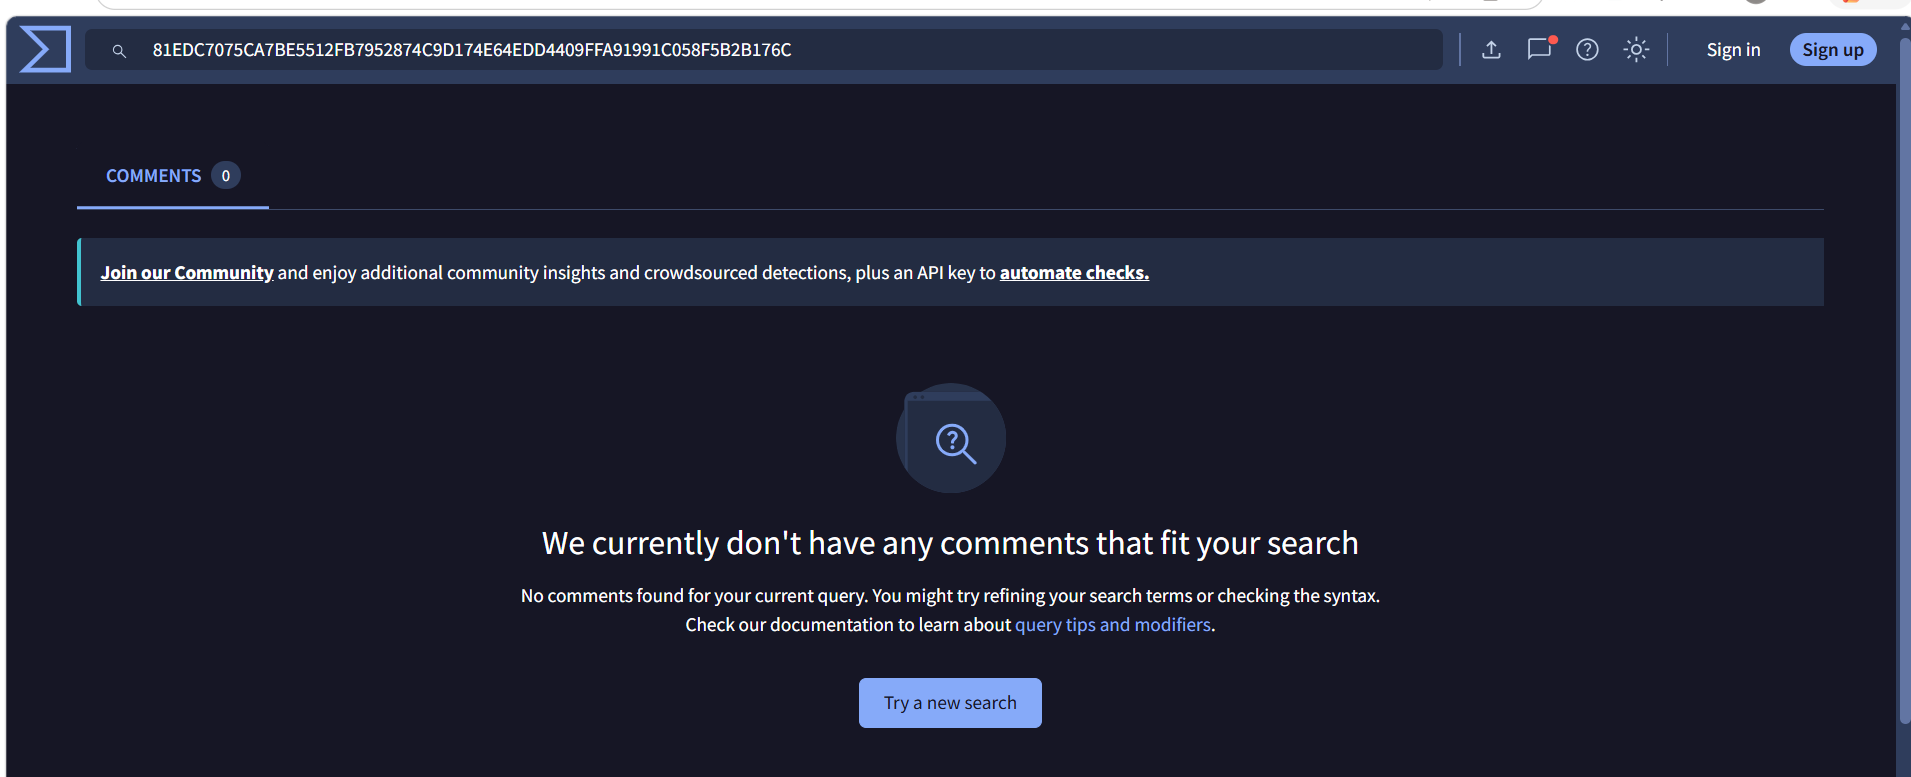 81EDC7075CA7BE5512FB7952874C9D174E64EDD4409FFA91991C058F5B2B176C
Sign in
Sign up
COMMENTS 0
Join our Community and enjoy additional community insights and crowdsourced detections, plus an API key to automate checks.
We currently don't have any comments that fit your search
No comments found for your current query. You might try refining your search terms or checking the syntax.
Check our documentation to learn about query tips and modifiers.
Try a new search